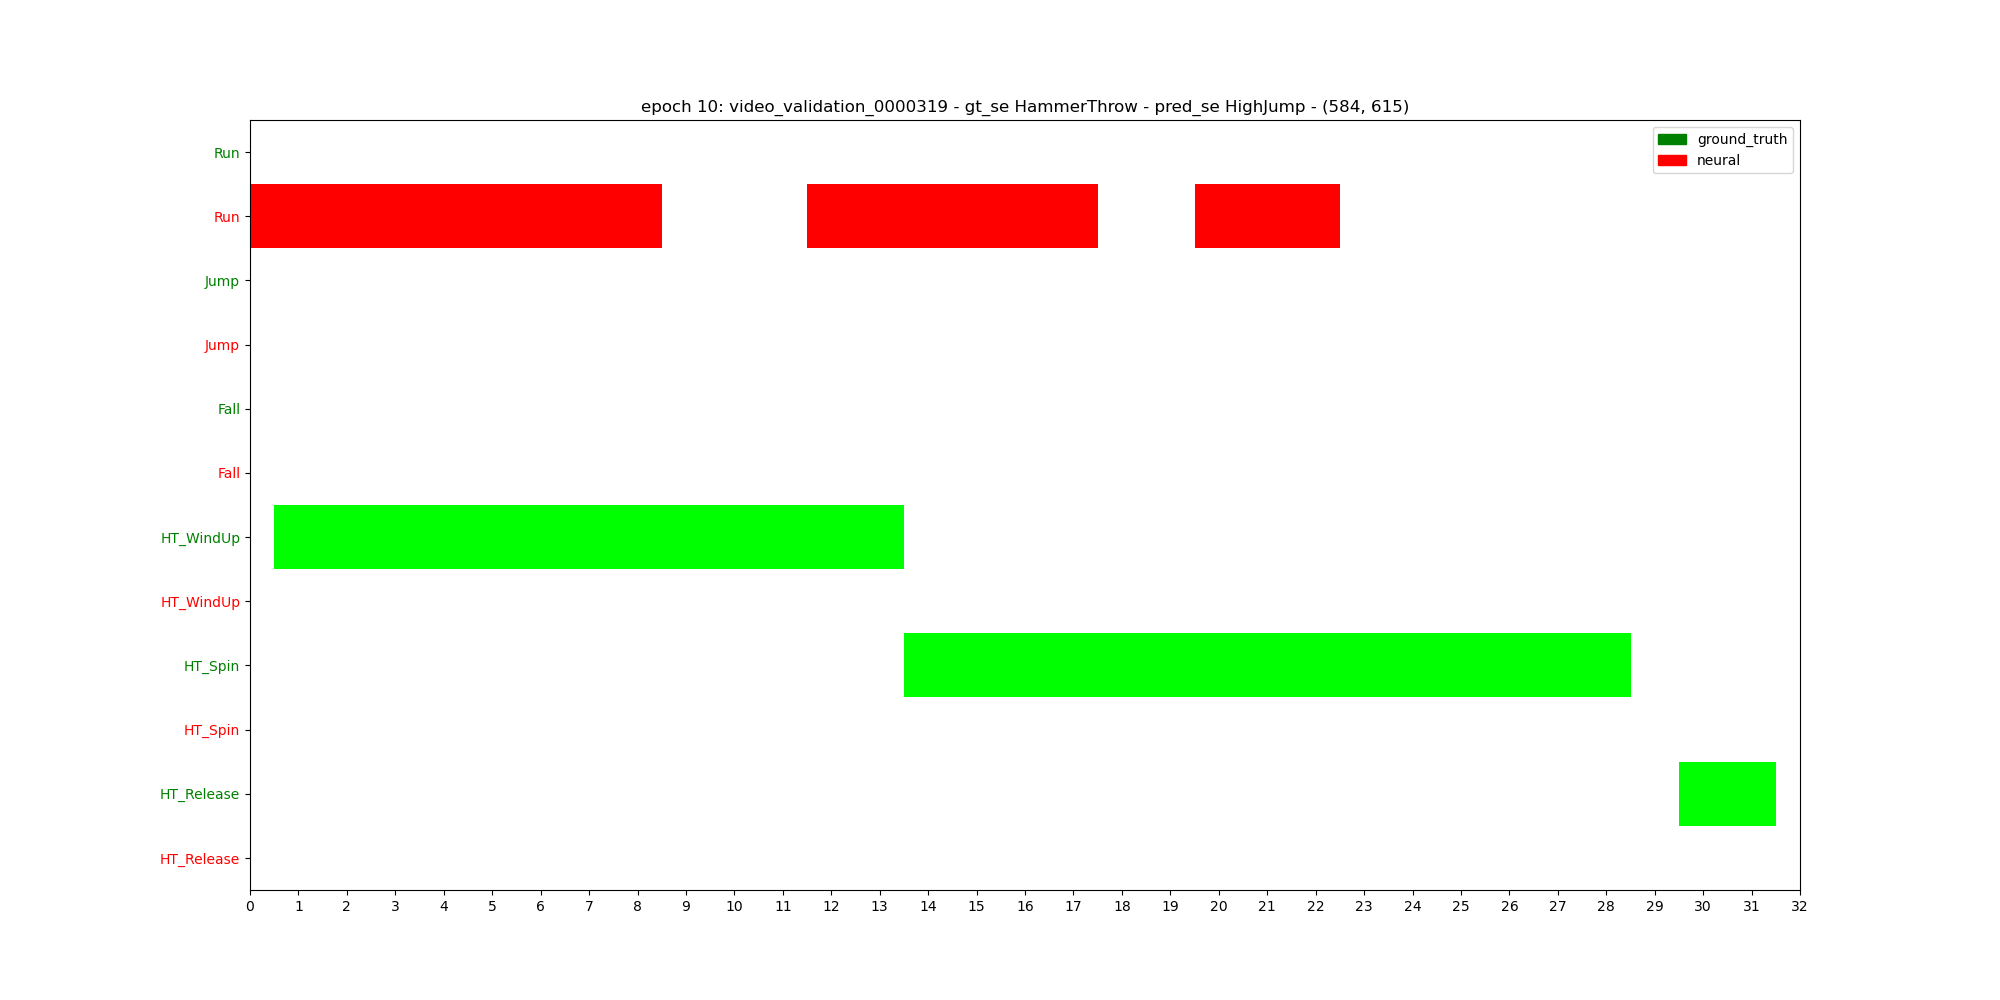 epoch 10: video_validation_0000319 - gt_se HammerThrow - pred_se HighJump - (584, 615)
ground_truth
neural
Run
Run
Jump
Jump
Fall
Fall
HT_WindUp
HT_WindUp
HT_Spin
HT_Spin
HT_Release
HT_Release
0 1 2 3 4 5 6 7 8 9 10 11 12 13 14 15 16 17 18 19 20 21 22 23 24 25 26 27 28 29 30 31 32